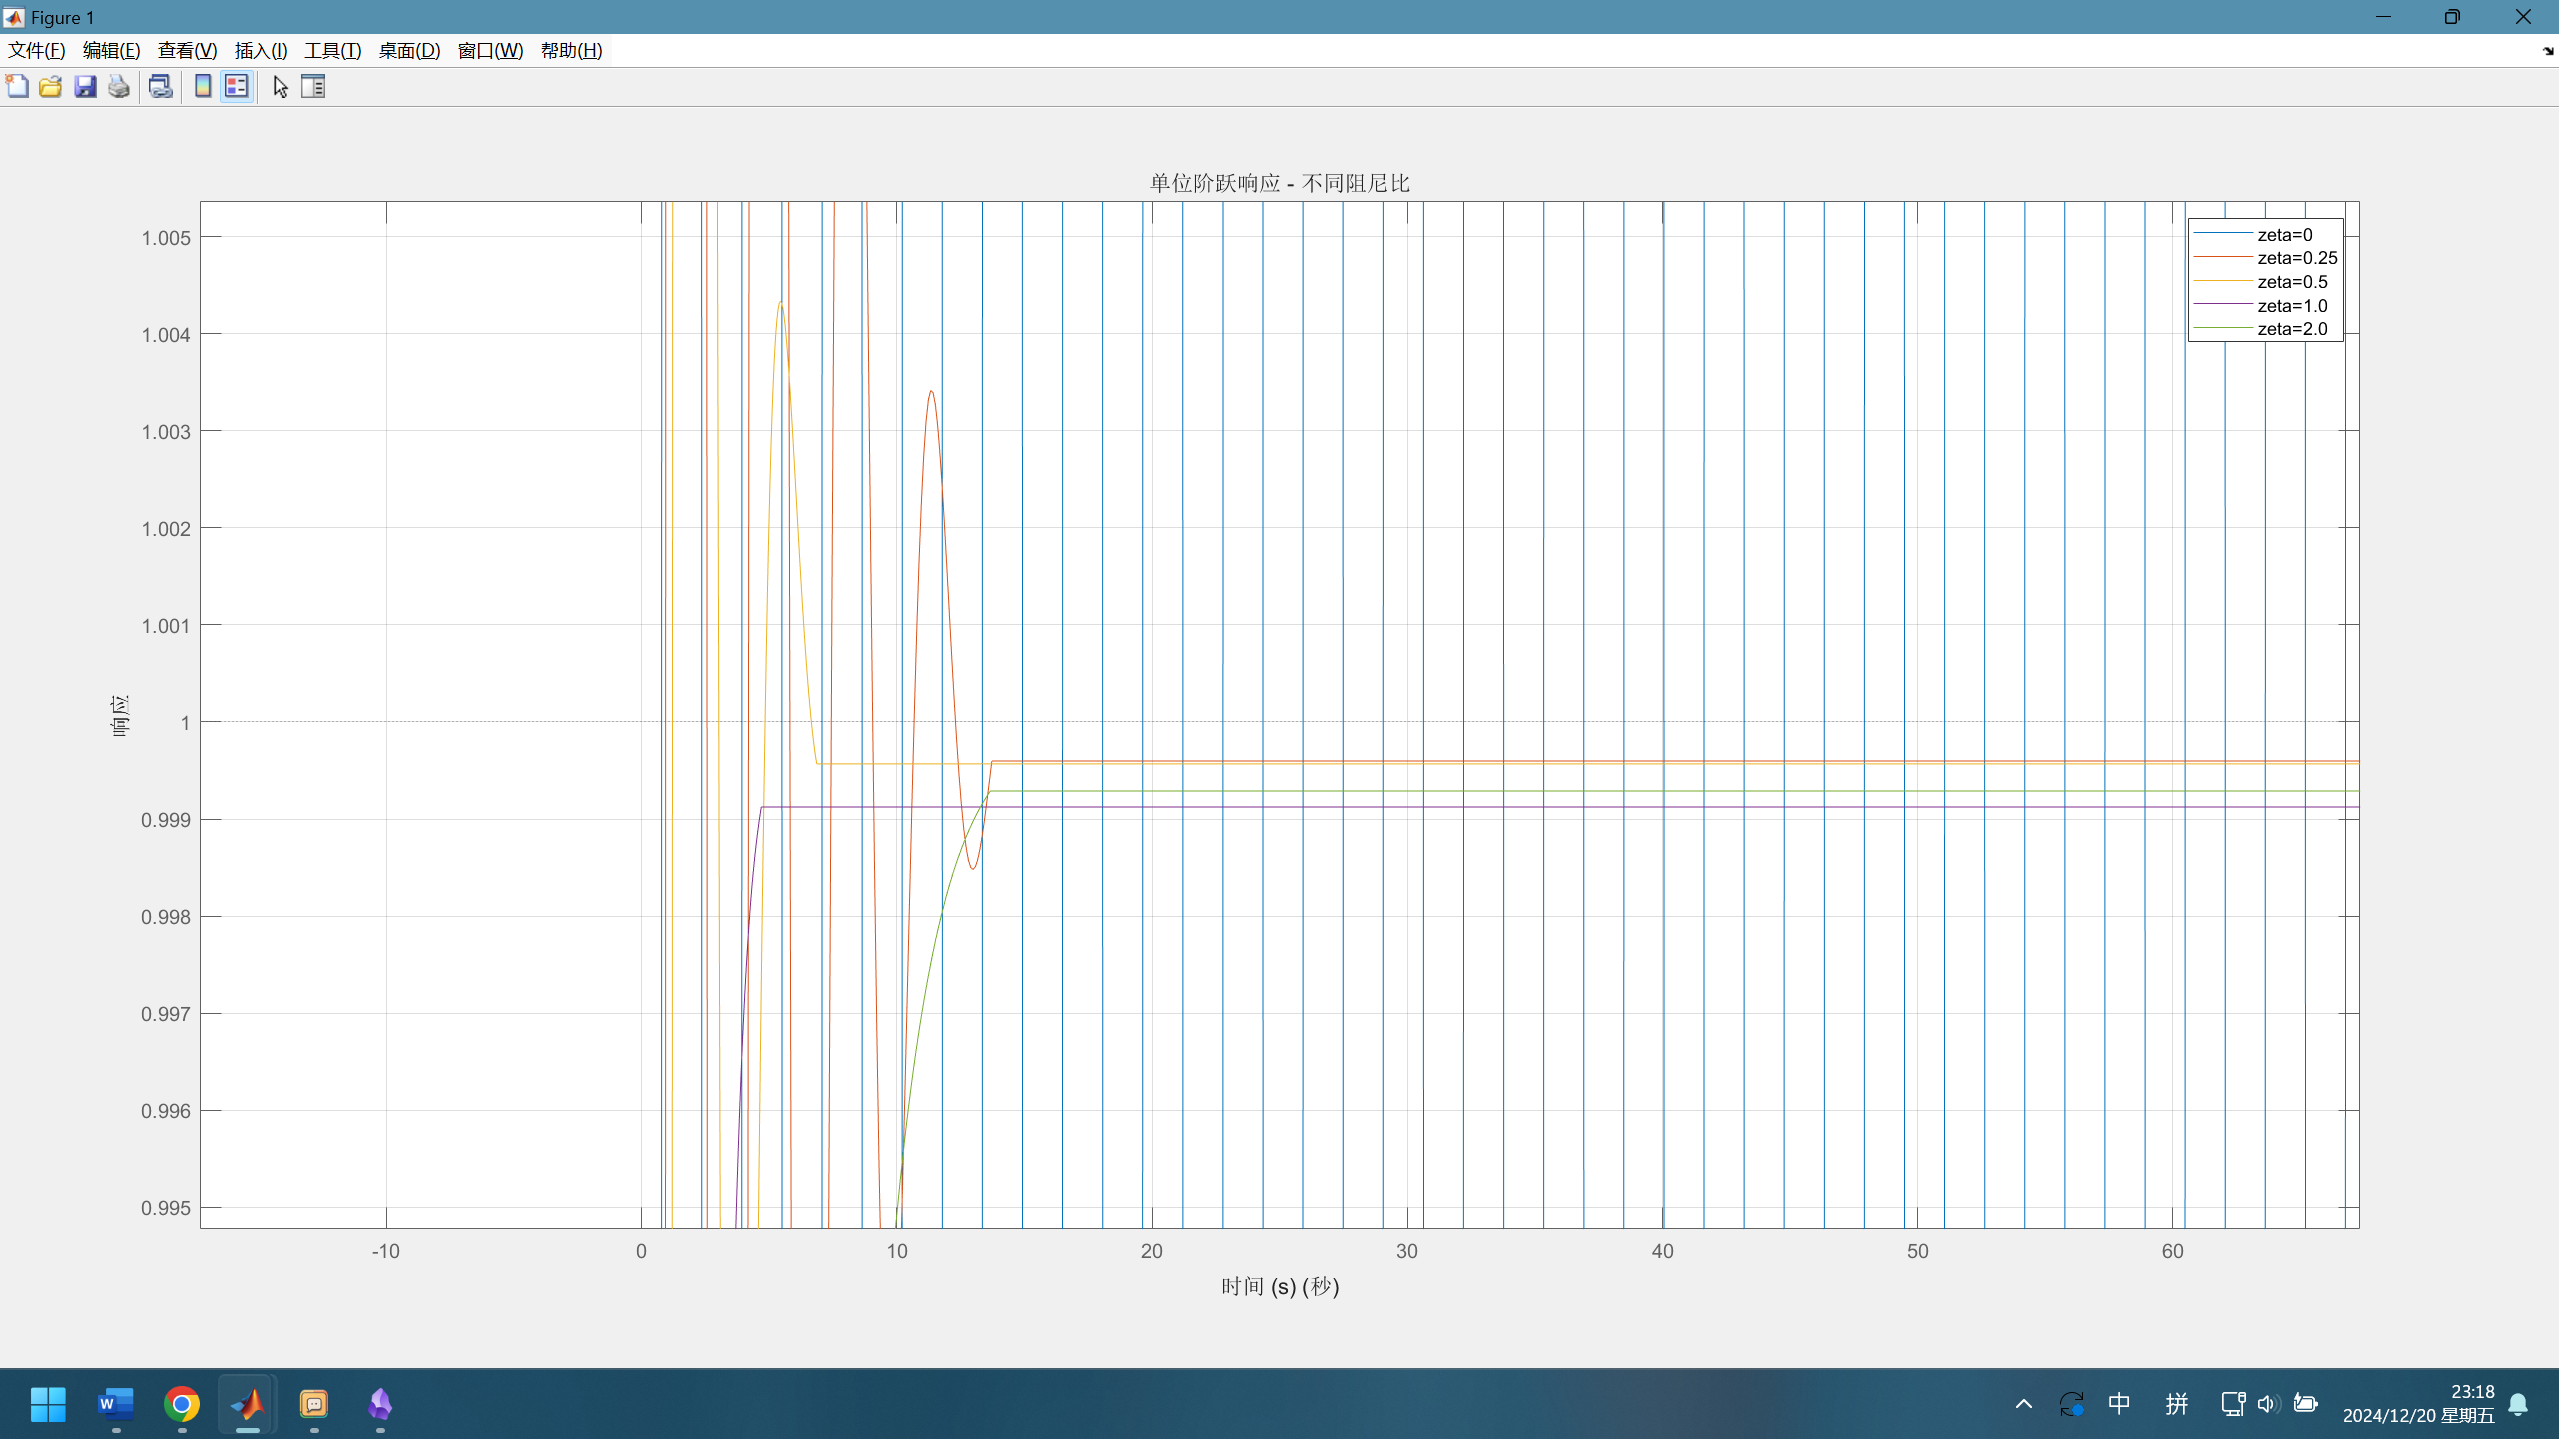 Figure 1
文件(F) 编辑(E) 查看(V) 插入(I) 工具(T) 桌面(D) 窗口(W) 帮助(H)
单位阶跃响应 - 不同阻尼比
zeta=0
zeta=0.25
zeta=0.5
zeta=1.0
zeta=2.0
1.005
1.004
1.003
1.002
1.001
1
0.999
0.998
0.997
0.996
0.995
响应
-10 0 10 20 30 40 50 60
时间 (s) (秒)
中 拼
23:18
2024/12/20 星期五